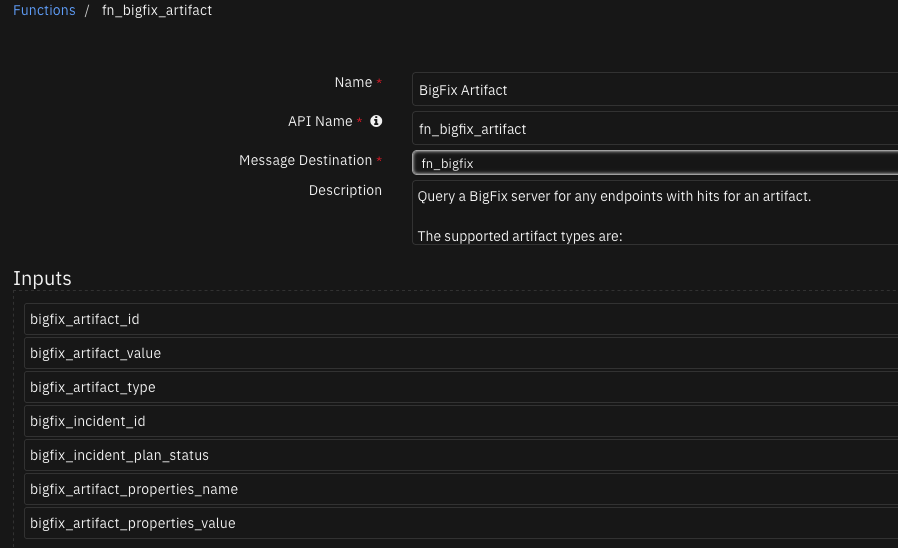 Functions / fn_bigfix_artifact
Name *
BigFix Artifact
API Name *
fn_bigfix_artifact
Message Destination *
fn_bigfix
Description
Query a BigFix server for any endpoints with hits for an artifact.
The supported artifact types are:
Inputs
bigfix_artifact_id
bigfix_artifact_value
bigfix_artifact_type
bigfix_incident_id
bigfix_incident_plan_status
bigfix_artifact_properties_name
bigfix_artifact_properties_value